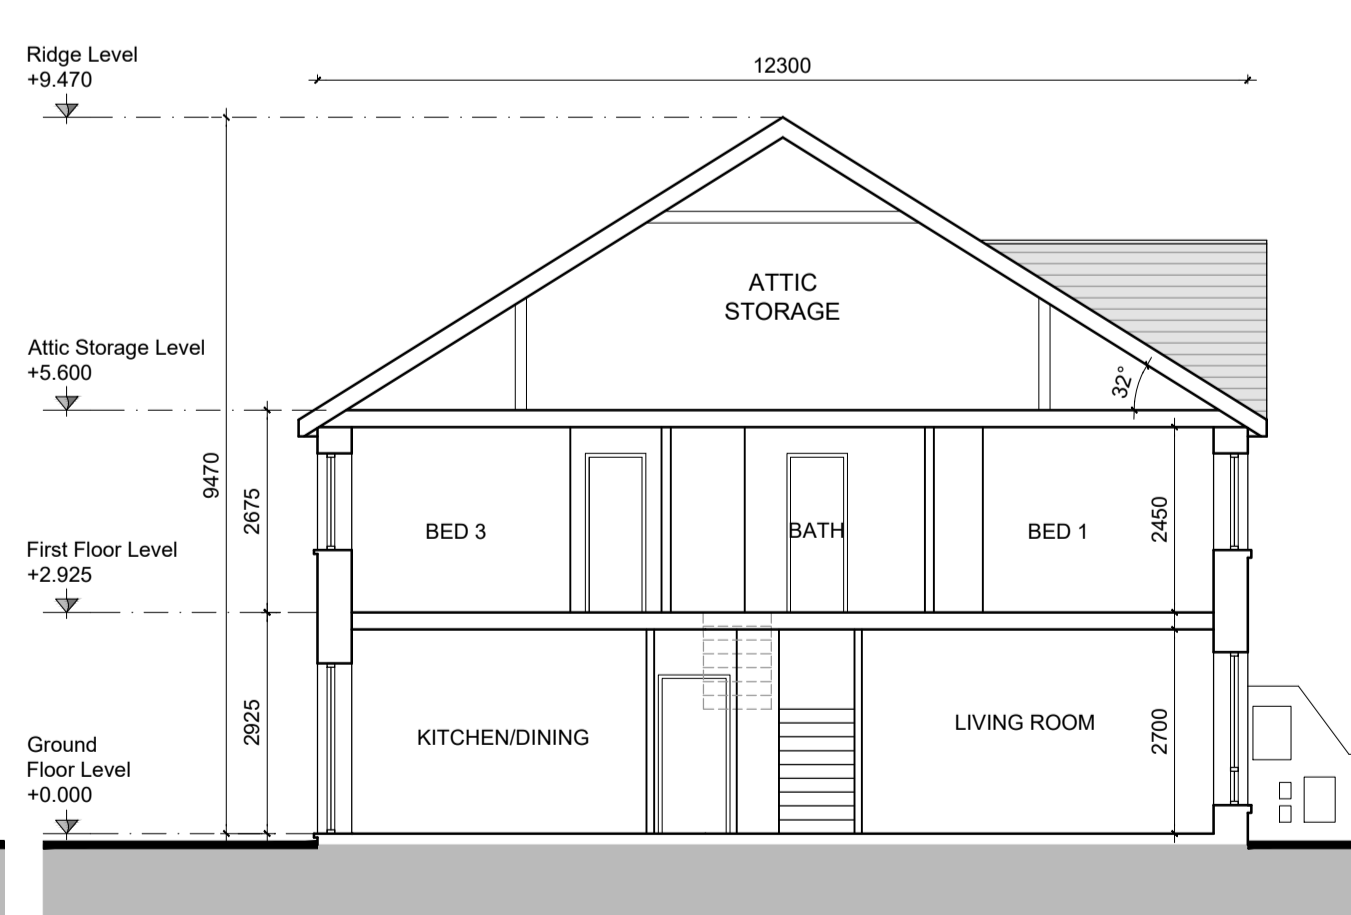 Ridge Level
+9.470
12300
ATTIC
STORAGE
Attic Storage Level
+5.600
32°
9470
2675
BED 3
BATH
BED 1
2450
First Floor Level
+2.925
2925
KITCHEN/DINING
LIVING ROOM
2700
Ground
Floor Level
+0.000